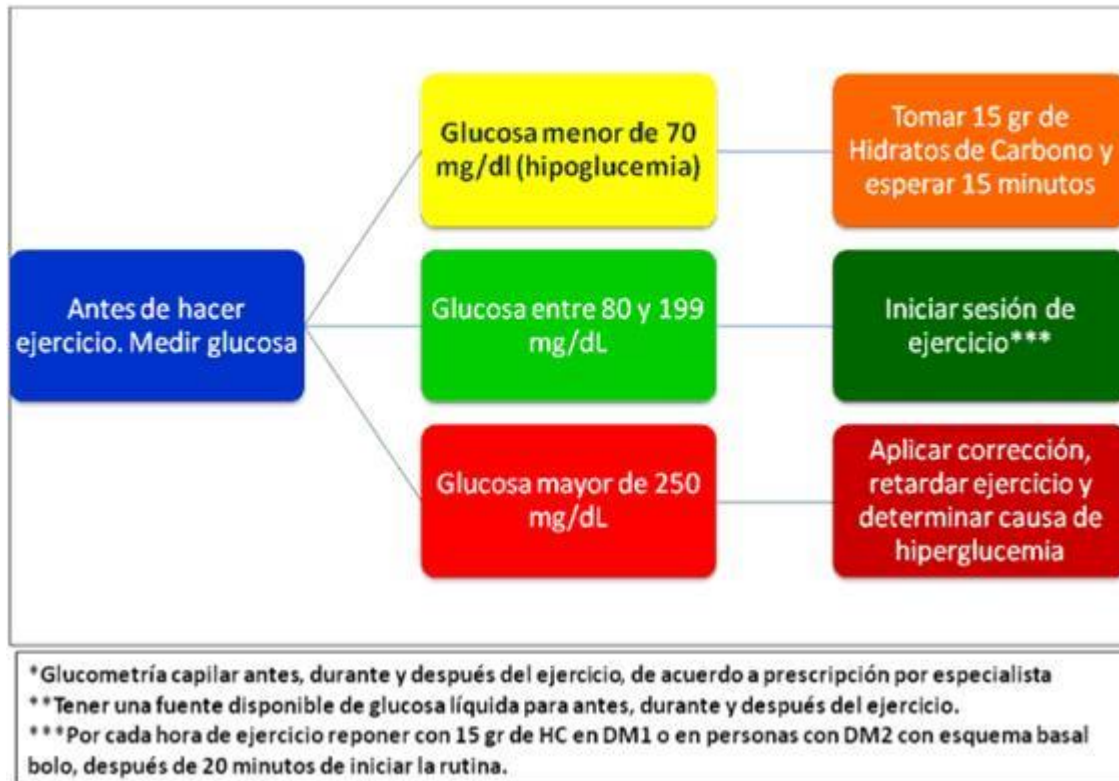 Antes de hacer
ejercicio. Medir glucosa
Glucosa menor de 70
mg/dl (hipoglucemia)
Tomar 15 gr de
Hidratos de Carbono y
esperar 15 minutos
Glucosa entre 80 y 199
mg/dL
Iniciar sesión de
ejercicio***
Glucosa mayor de 250
mg/dL
Aplicar corrección,
retardar ejercicio y
determinar causa de
hiperglucemia
*Glucometría capilar antes, durante y después del ejercicio, de acuerdo a prescripción por especialista
**Tener una fuente disponible de glucosa líquida para antes, durante y después del ejercicio.
***Por cada hora de ejercicio reponer con 15 gr de HC en DM1 o en personas con DM2 con esquema basal
bolo, después de 20 minutos de iniciar la rutina.